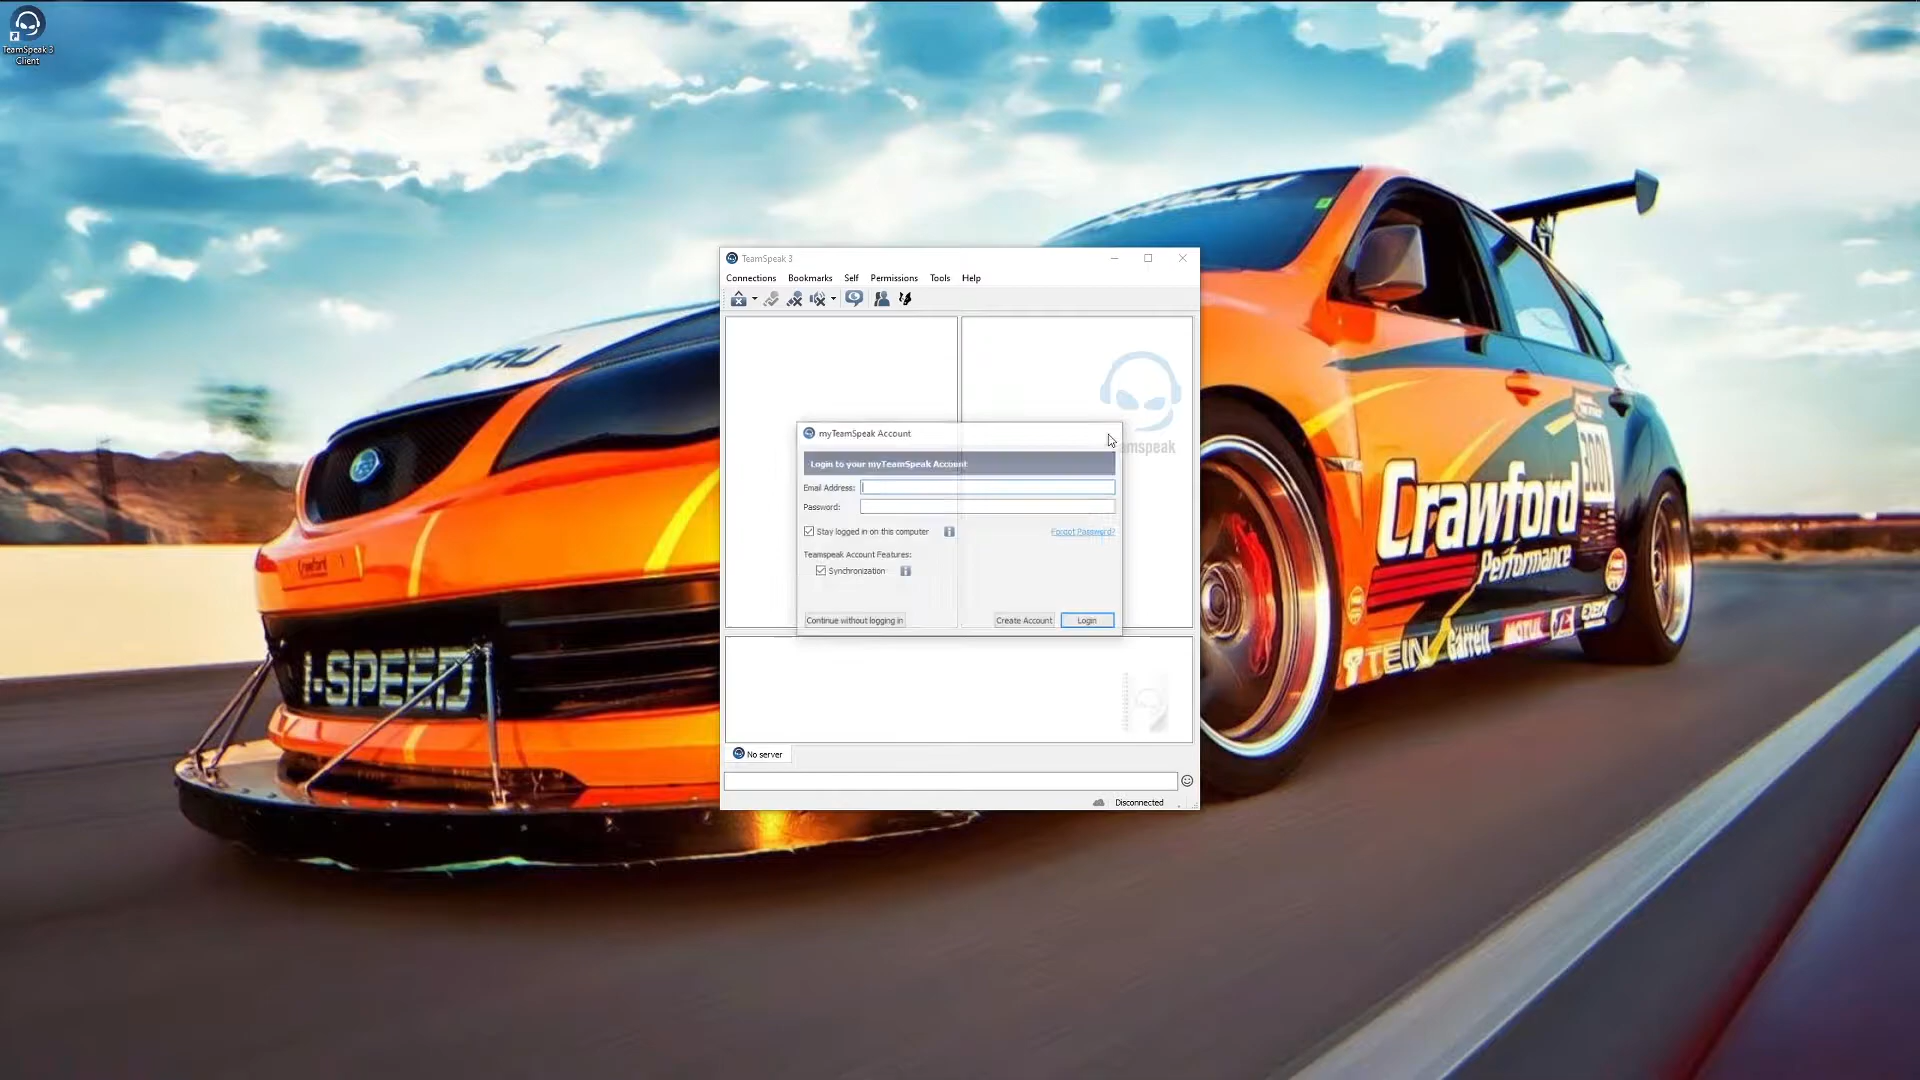 TeamSpeak 3
Client
TeamSpeak 3
Connections Bookmarks Self Permissions Tools Help
myTeamSpeak Account
Login to your myTeamSpeak Account
Email Address:
Password:
Stay logged in on this computer
Forgot Password?
Teamspeak Account Features:
Synchronization
Continue without logging in
Create Account
Login
No server
Disconnected
Crawford
Performance
TEIN
Garrett
MOTUL
EXEDY
I-SPEED